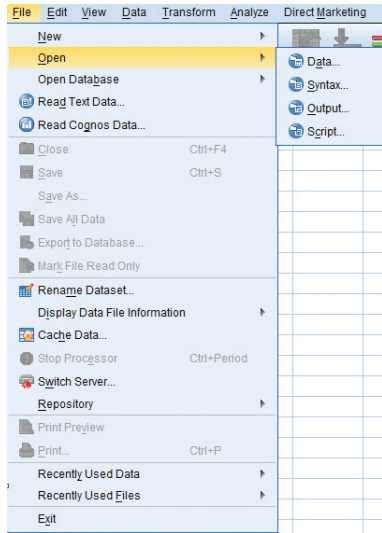 File Edit View Data Transform Analyze Direct Marketing
New
Open
Data...
Syntax...
Output...
Script...
Open Database
Read Text Data...
Read Cognos Data...
Close Ctrl+F4
Save Ctrl+S
Save As...
Save All Data
Export to Database...
Mark File Read Only
Rename Dataset...
Display Data File Information
Cache Data...
Stop Processor Ctrl+Period
Switch Server...
Repository
Print Preview
Print... Ctrl+P
Recently Used Data
Recently Used Files
Exit